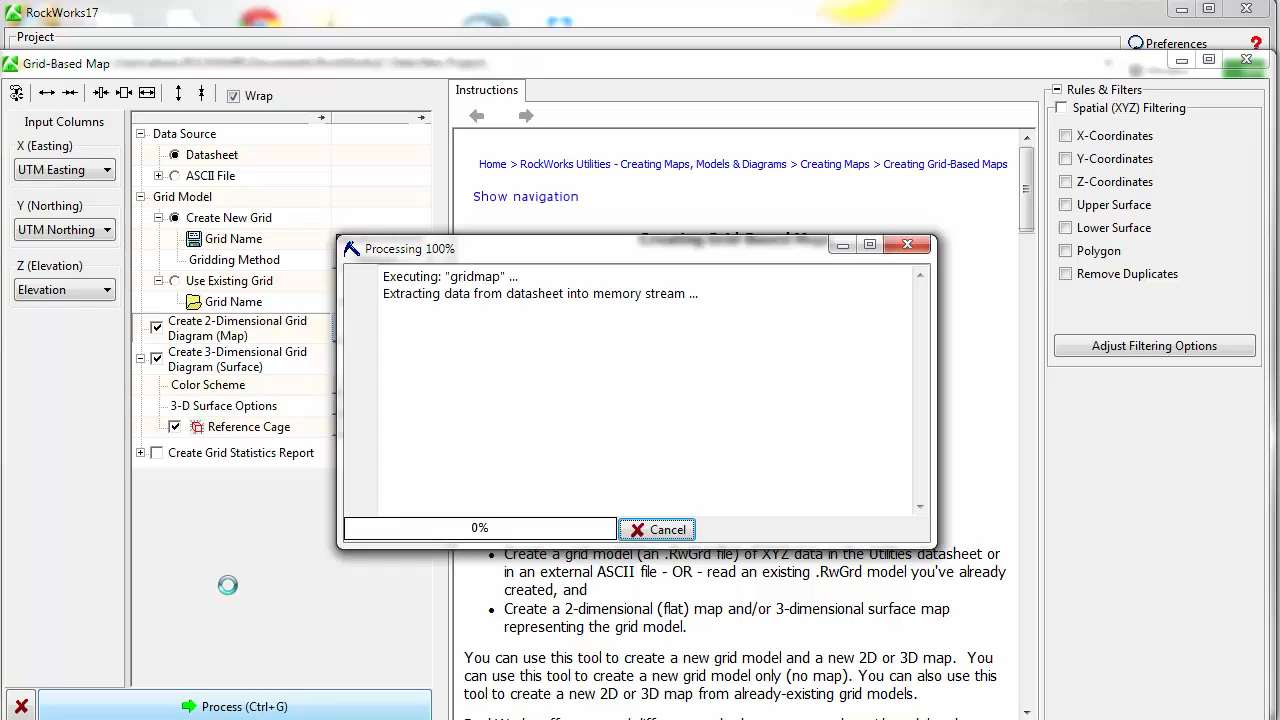 RockWorks17
Project
Preferences
Grid-Based Map
Wrap
Input Columns
X (Easting)
UTM Easting
Y (Northing)
UTM Northing
Z (Elevation)
Elevation
Data Source
Datasheet
ASCII File
Grid Model
Create New Grid
Grid Name
Gridding Method
Use Existing Grid
Grid Name
Create 2-Dimensional Grid
Diagram (Map)
Create 3-Dimensional Grid
Diagram (Surface)
Color Scheme
3-D Surface Options
Reference Cage
Create Grid Statistics Report
Process (Ctrl+G)
Instructions
Home > RockWorks Utilities - Creating Maps, Models & Diagrams > Creating Maps > Creating Grid-Based Maps
Show navigation
Processing 100%
Executing: "gridmap" ...
Extracting data from datasheet into memory stream ...
0%
Cancel
• Create a grid model (an .RwGrd file) of XYZ data in the Utilities datasheet or
in an external ASCII file - OR - read an existing .RwGrd model you've already
created, and
• Create a 2-dimensional (flat) map and/or 3-dimensional surface map
representing the grid model.
You can use this tool to create a new grid model and a new 2D or 3D map. You
can use this tool to create a new grid model only (no map). You can also use this
tool to create a new 2D or 3D map from already-existing grid models.
Rules & Filters
Spatial (XYZ) Filtering
X-Coordinates
Y-Coordinates
Z-Coordinates
Upper Surface
Lower Surface
Polygon
Remove Duplicates
Adjust Filtering Options